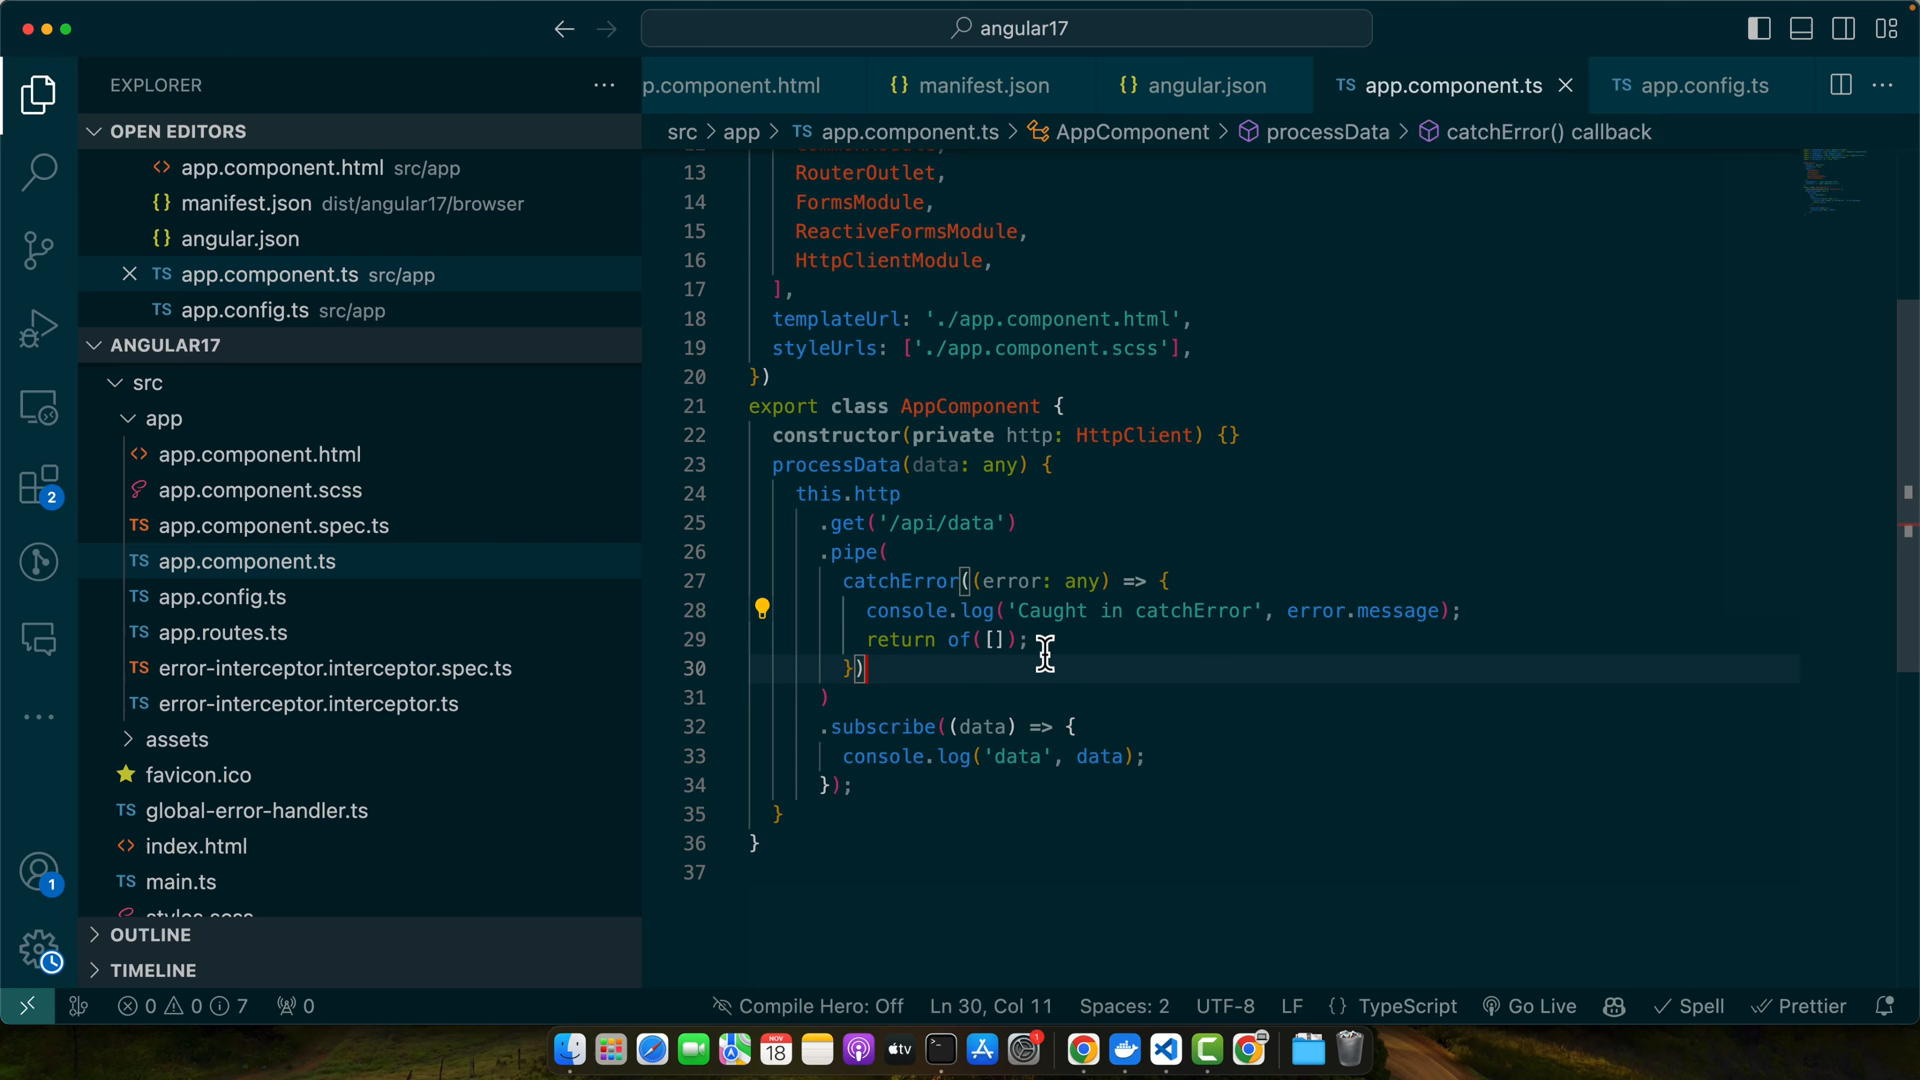 angular17
EXPLORER
OPEN EDITORS
app.component.html src/app
manifest.json dist/angular17/browser
angular.json
TS app.component.ts src/app
TS app.config.ts src/app
ANGULAR17
src
app
app.component.html
app.component.scss
TS app.component.spec.ts
TS app.component.ts
TS app.config.ts
TS app.routes.ts
TS error-interceptor.interceptor.spec.ts
TS error-interceptor.interceptor.ts
assets
favicon.ico
TS global-error-handler.ts
index.html
TS main.ts
OUTLINE
TIMELINE
2
1
p.component.html {} manifest.json {} angular.json TS app.component.ts TS app.config.ts
src > app > TS app.component.ts > AppComponent > processData > catchError() callback
13 RouterOutlet,
14 FormsModule,
15 ReactiveFormsModule,
16 HttpClientModule,
17 ],
18 templateUrl: './app.component.html',
19 styleUrls: ['./app.component.scss'],
20 })
21 export class AppComponent {
22 constructor(private http: HttpClient) {}
23 processData(data: any) {
24 this.http
25 .get('/api/data')
26 .pipe(
27 catchError((error: any) => {
28 console.log('Caught in catchError', error.message);
29 return of([]);
30 })
31 )
32 .subscribe((data) => {
33 console.log('data', data);
34 });
35 }
36 }
37
0 0 7 0 Compile Hero: Off Ln 30, Col 11 Spaces: 2 UTF-8 LF {} TypeScript Go Live Spell Prettier
NOV
18
tv
1